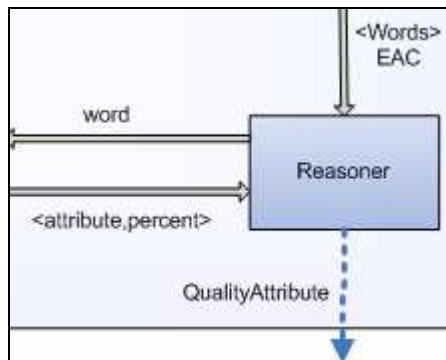 <Words>
EAC
word
Reasoner
<attribute,percent>
QualityAttribute